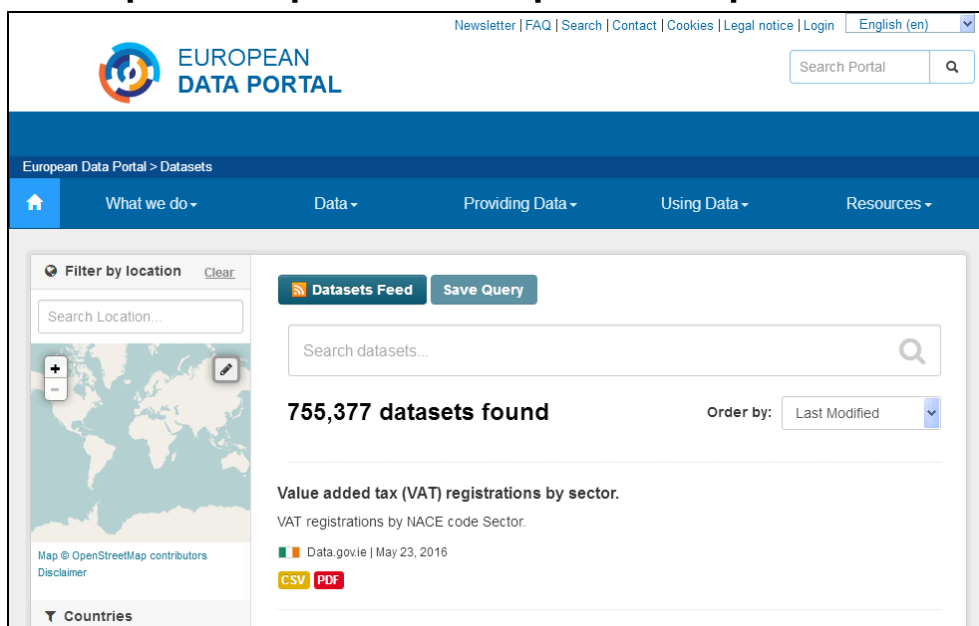 Newsletter | FAQ | Search | Contact | Cookies | Legal notice | Login English (en)
EUROPEAN
DATA PORTAL
Search Portal
European Data Portal > Datasets
What we do Data Providing Data Using Data Resources
Filter by location Clear
Search Location...
+
-
Map © OpenStreetMap contributors
Disclaimer
Countries
Datasets Feed Save Query
Search datasets...
755,377 datasets found Order by: Last Modified
Value added tax (VAT) registrations by sector.
VAT registrations by NACE code Sector.
Data.gov.ie | May 23, 2016
CSV PDF